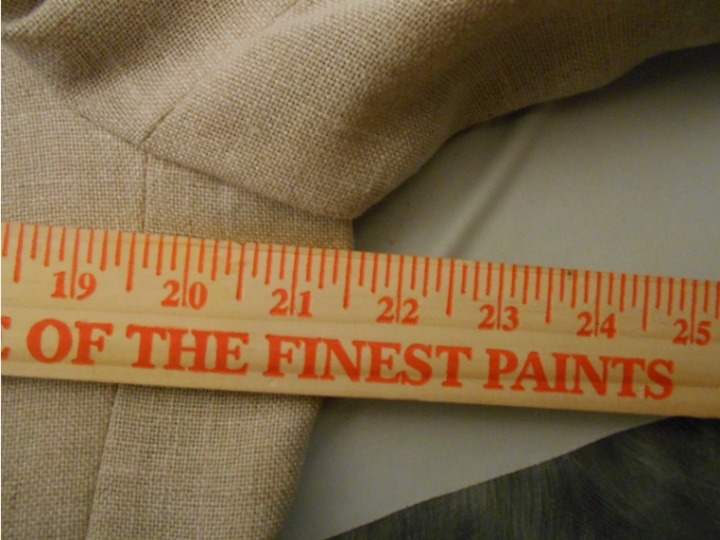 19 20 21 22 23 24 25
OF THE FINEST PAINTS